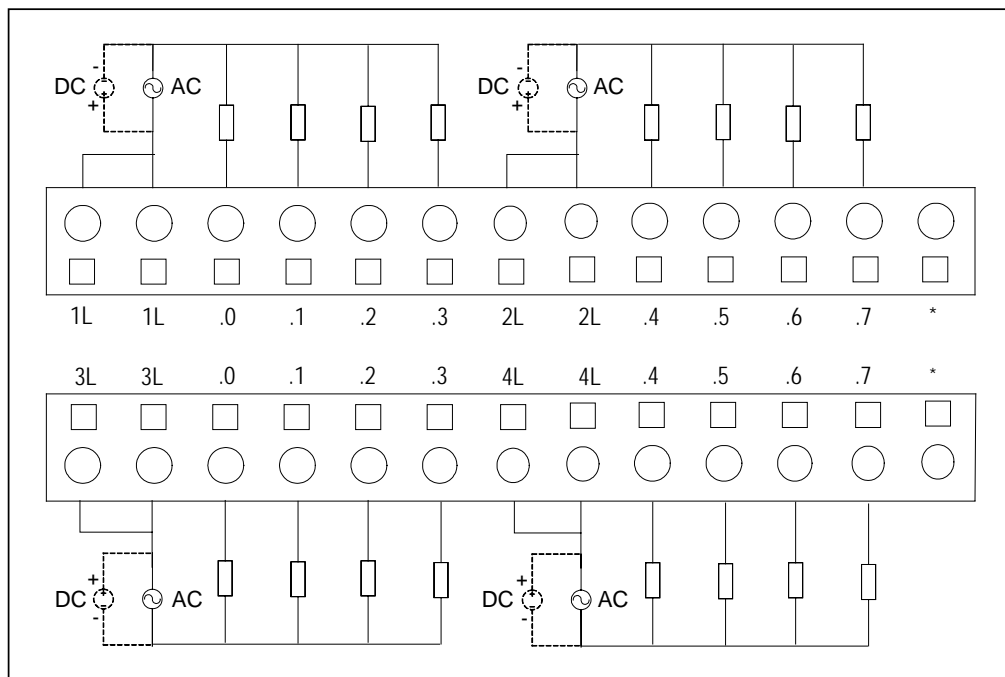 - -
DC AC DC AC
+ +
1L 1L .0 .1 .2 .3 2L 2L .4 .5 .6 .7 *
3L 3L .0 .1 .2 .3 4L 4L .4 .5 .6 .7 *
+ +
DC AC DC AC
- -